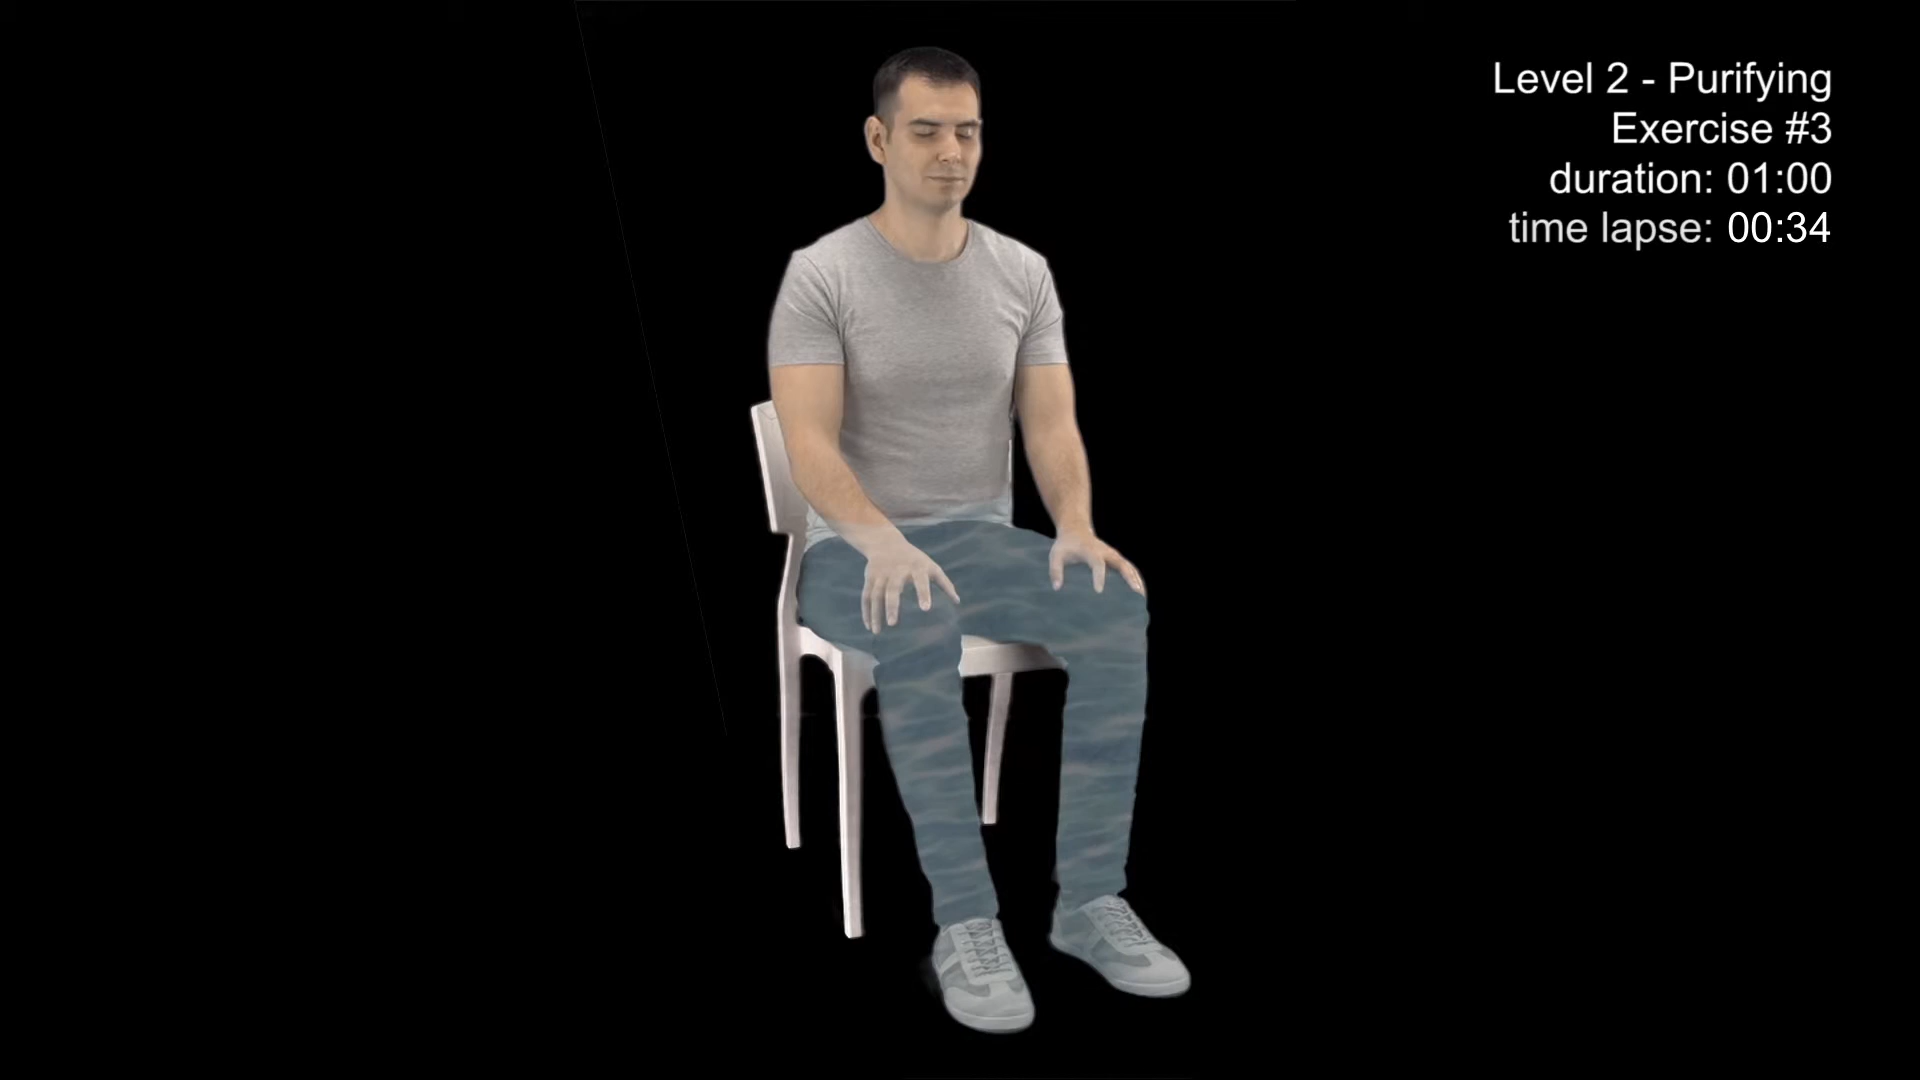 Level 2 - Purifying
Exercise #3
duration: 01:00
time lapse: 00:34